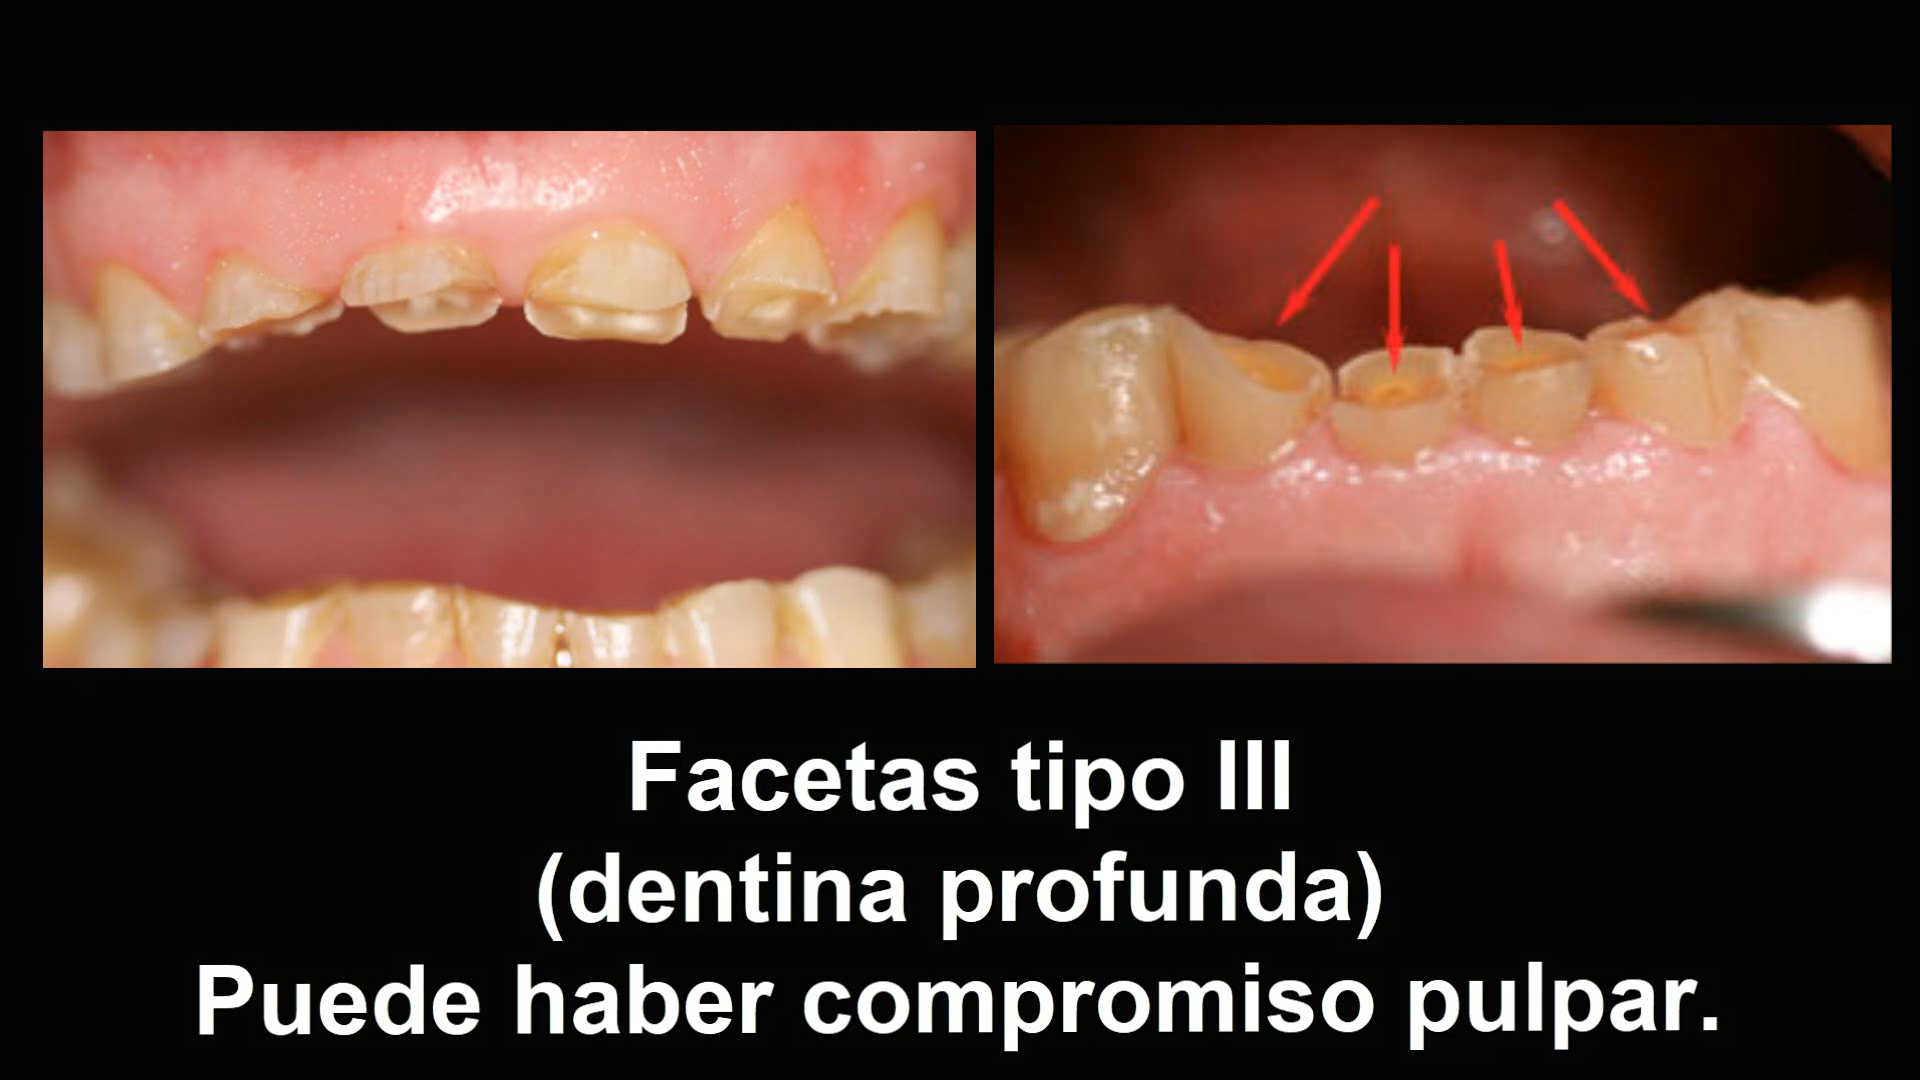 Facetas tipo III
(dentina profunda)
Puede haber compromiso pulpar.